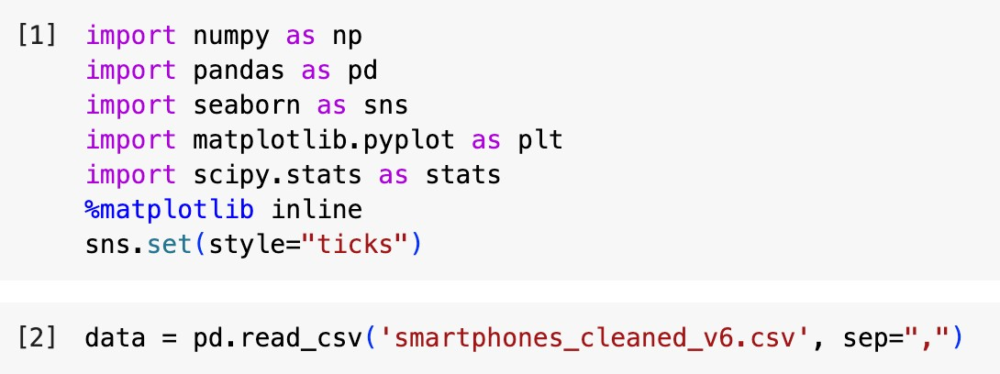 [1] import numpy as np
import pandas as pd
import seaborn as sns
import matplotlib.pyplot as plt
import scipy.stats as stats
%matplotlib inline
sns.set(style="ticks")
[2] data = pd.read_csv('smartphones_cleaned_v6.csv', sep=",")